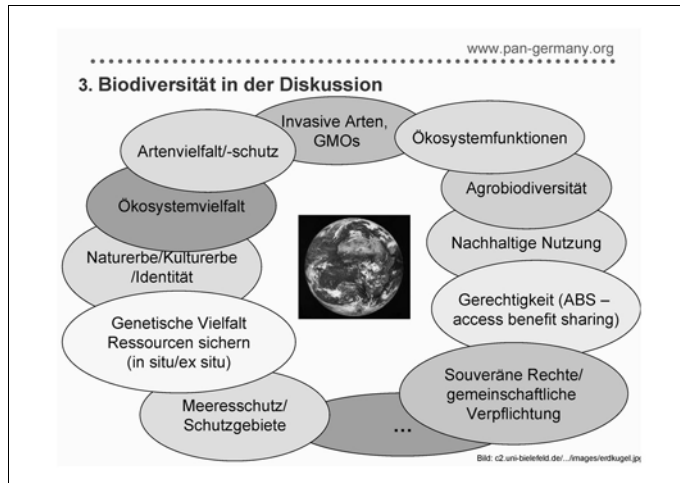 www.pan-germany.org
3. Biodiversität in der Diskussion
Invasive Arten,
GMOs
Artenvielfalt/-schutz
Ökosystemfunktionen
Ökosystemvielfalt
Agrobiodiversität
Naturerbe/Kulturerbe
/Identität
Nachhaltige Nutzung
Genetische Vielfalt
Ressourcen sichern
(in situ/ex situ)
Gerechtigkeit (ABS –
access benefit sharing)
Meeresschutz/
Schutzgebiete
Souveräne Rechte/
gemeinschaftliche
Verpflichtung
...
Bild: c2.uni-bielefeld.de/.../images/erdkugel.jpg